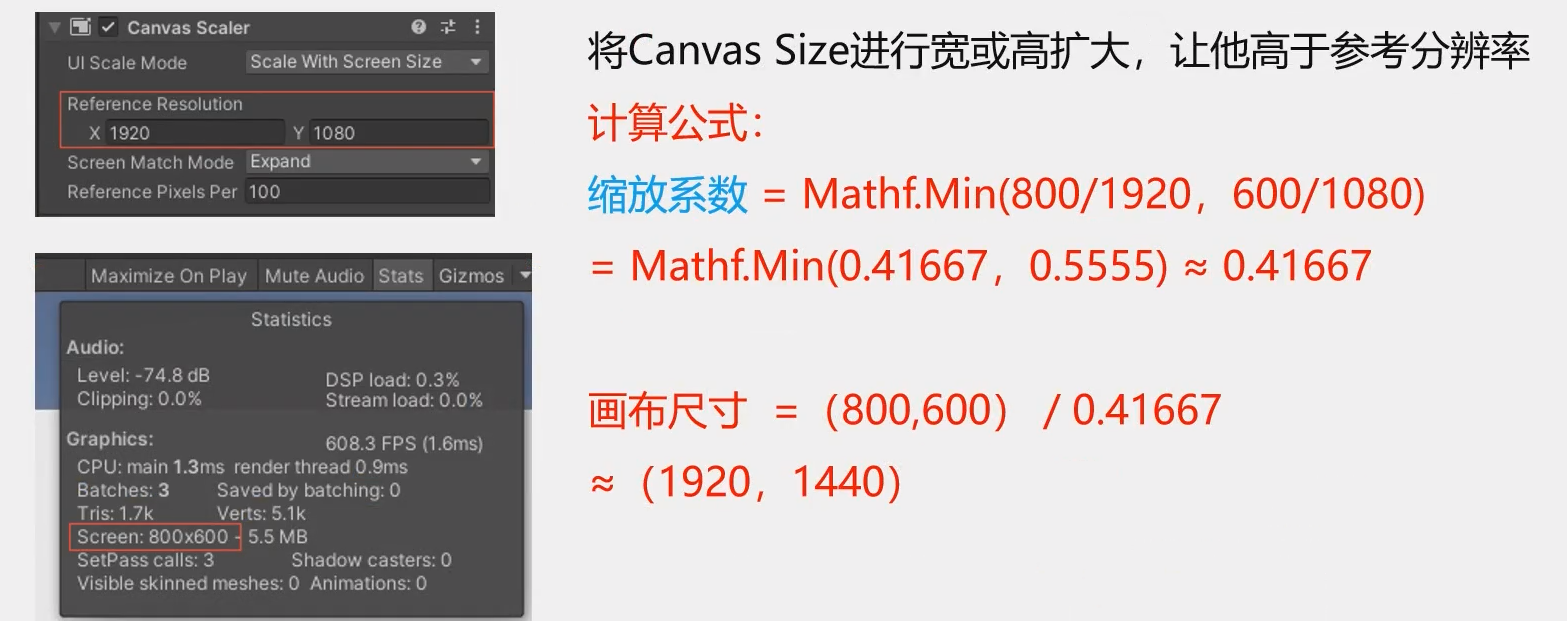 Canvas Scaler
UI Scale Mode Scale With Screen Size
Reference Resolution
X 1920 Y 1080
Screen Match Mode Expand
Reference Pixels Per 100
Maximize On Play Mute Audio Stats Gizmos
Statistics
Audio:
Level: -74.8 dB DSP load: 0.3%
Clipping: 0.0% Stream load: 0.0%
Graphics: 608.3 FPS (1.6ms)
CPU: main 1.3ms render thread 0.9ms
Batches: 3 Saved by batching: 0
Tris: 1.7k Verts: 5.1k
Screen: 800x600 - 5.5 MB
SetPass calls: 3 Shadow casters: 0
Visible skinned meshes: 0 Animations: 0
将Canvas Size进行宽或高扩大，让他高于参考分辨率
计算公式：
缩放系数 = Mathf.Min(800/1920，600/1080)
= Mathf.Min(0.41667，0.5555) ≈ 0.41667
画布尺寸 =（800,600） / 0.41667
≈（1920，1440）